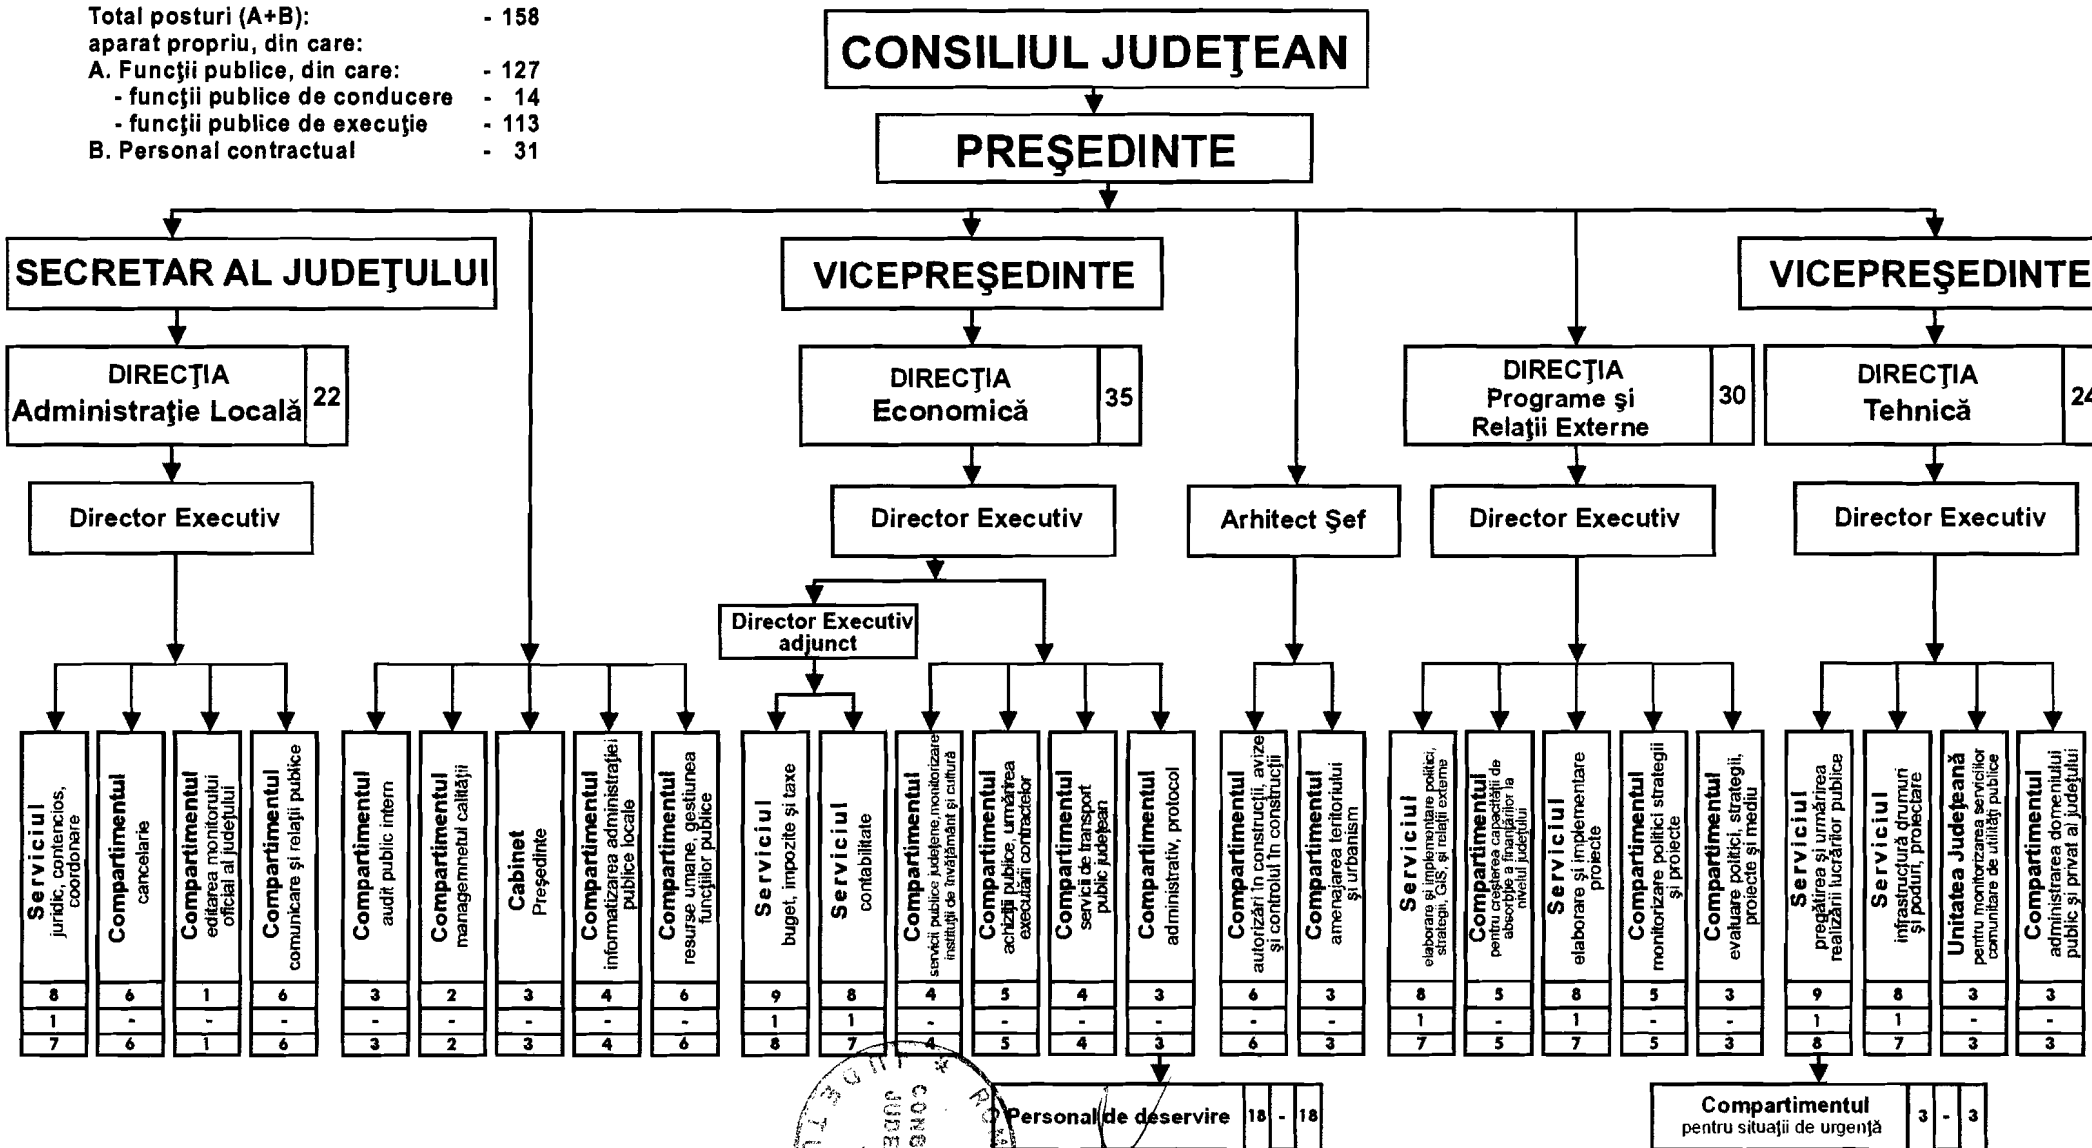 Total posturi (A+B): - 158
aparat propriu, din care:
A. Funcţii publice, din care: - 127
- funcţii publice de conducere - 14
- funcţii publice de execuţie - 113
B. Personal contractual - 31
CONSILIUL JUDEŢEAN
PREŞEDINTE
SECRETAR AL JUDEŢULUI
VICEPREŞEDINTE
VICEPREŞEDINTE
DIRECŢIA
Administraţie Locală
22
DIRECŢIA
Economică
35
DIRECŢIA
Programe şi
Relaţii Externe
30
DIRECŢIA
Tehnică
24
Director Executiv
Director Executiv
Arhitect Şef
Director Executiv
Director Executiv
Director Executiv
adjunct
Serviciul
juridic, contencios,
coordonare
8
1
7
Compartimentul
cancelarie
6
-
6
Compartimentul
editarea monitorului
oficial al judeţului
1
-
1
Compartimentul
comunicare şi relaţii publice
6
-
6
Compartimentul
audit public intern
3
-
3
Compartimentul
managemnetul calităţii
2
-
2
Cabinet
Preşedinte
3
-
3
Compartimentul
informatizarea administraţiei
publice locale
4
-
4
Compartimentul
resurse umane, gestiunea
funcţiilor publice
6
-
6
Serviciul
buget, impozite şi taxe
9
1
8
Serviciul
contabilitate
8
1
7
Compartimentul
servicii publice judeţene, monitorizare
instituţii de învăţământ şi cultură
4
-
4
Compartimentul
achiziţii publice, urmărirea
executării contractelor
5
-
5
Compartimentul
servicii de transport
public judeţean
4
-
4
Compartimentul
administrativ, protocol
3
-
3
Compartimentul
autorizări în construcţii, avize
şi controlul în construcţii
6
-
6
Compartimentul
amenajarea teritoriului
şi urbanism
3
-
3
Serviciul
elaborare şi implementare politici,
strategii, GIS, şi relaţii externe
8
1
7
Compartimentul
pentru creşterea capacităţii de
absorbţie a finanţărilor la
nivelul judeţului
5
-
5
Serviciul
elaborare şi implementare
proiecte
8
1
7
Compartimentul
monitorizare politici strategii
şi proiecte
5
-
5
Compartimentul
evaluare politici, strategii,
proiecte şi mediu
3
-
3
Serviciul
pregătirea şi urmărirea
realizării lucrărilor publice
9
1
8
Serviciul
infrastructură drumuri
şi poduri, proiectare
8
1
7
Unitatea Judeţeană
pentru monitorizarea serviciilor
comunitare de utilităţi publice
3
-
3
Compartimentul
administrarea domeniului
public şi privat al judeţului
3
-
3
Personal de deservire 18 - 18
Compartimentul
pentru situaţii de urgenţă
3 - 3